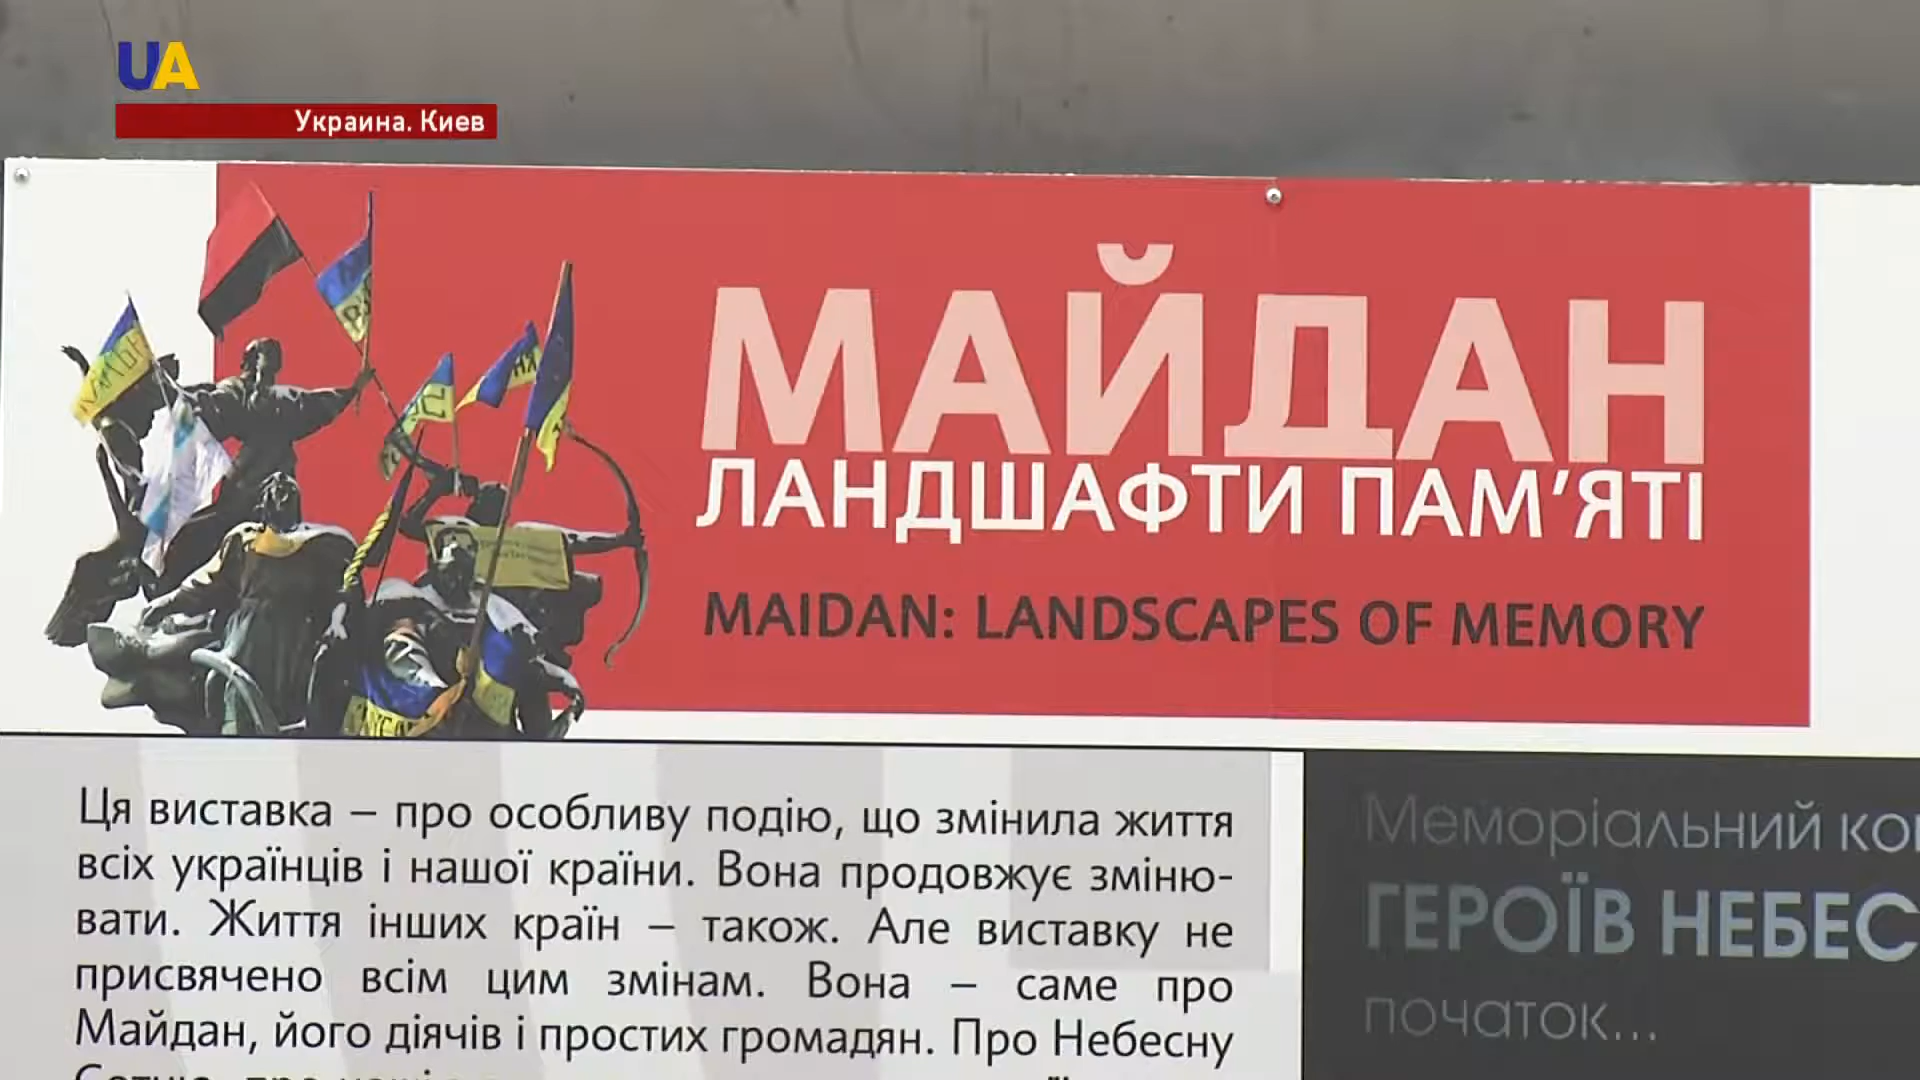 UA
Украина. Киев
МАЙДАН
ЛАНДШАФТИ ПАМ’ЯТІ
MAIDAN: LANDSCAPES OF MEMORY
Ця виставка – про особливу подію, що змінила життя
всіх українців і нашої країни. Вона продовжує зміню-
вати. Життя інших країн – також. Але виставку не
присвячено всім цим змінам. Вона – саме про
Майдан, його діячів і простих громадян. Про Небесну
Меморіальний
ГЕРОЇВ НЕБЕС
початок...